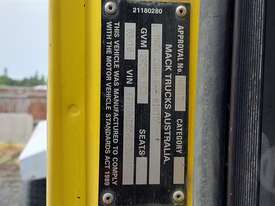 21180280
APPROVAL No. CATEGORY
MACK TRUCKS AUSTRALIA
GVM SEATS
VIN
THIS VEHICLE WAS MANUFACTURED TO COMPLY
WITH THE MOTOR VEHICLE STANDARDS ACT 1989